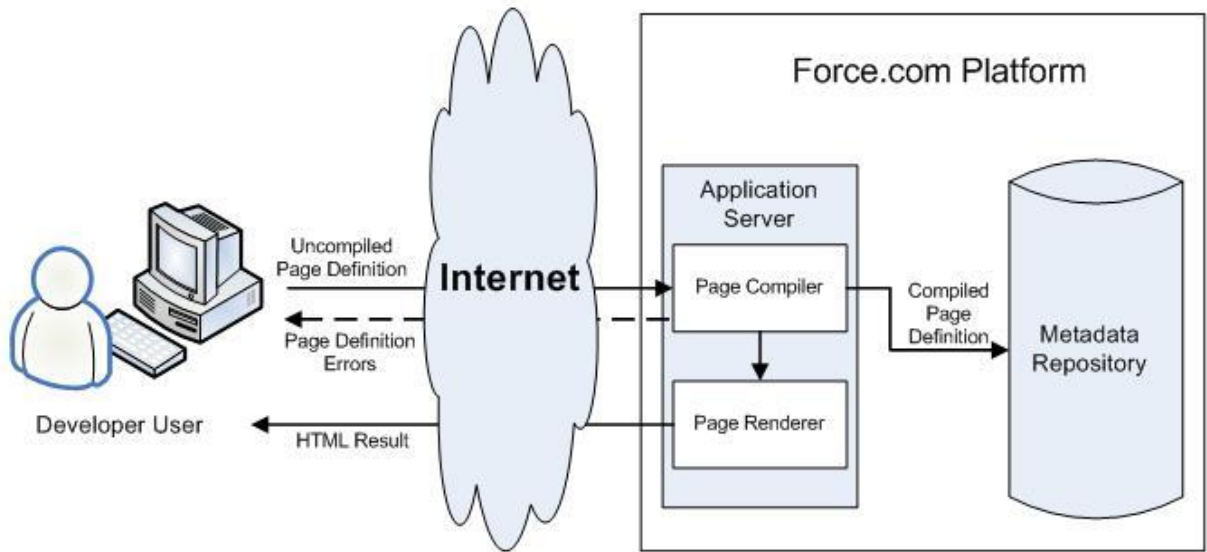 Force.com Platform
Application
Server
Uncompiled
Page Definition
Internet
Page Compiler
Compiled
Page
Definition
Metadata
Repository
Page Definition
Errors
Developer User
HTML Result
Page Renderer